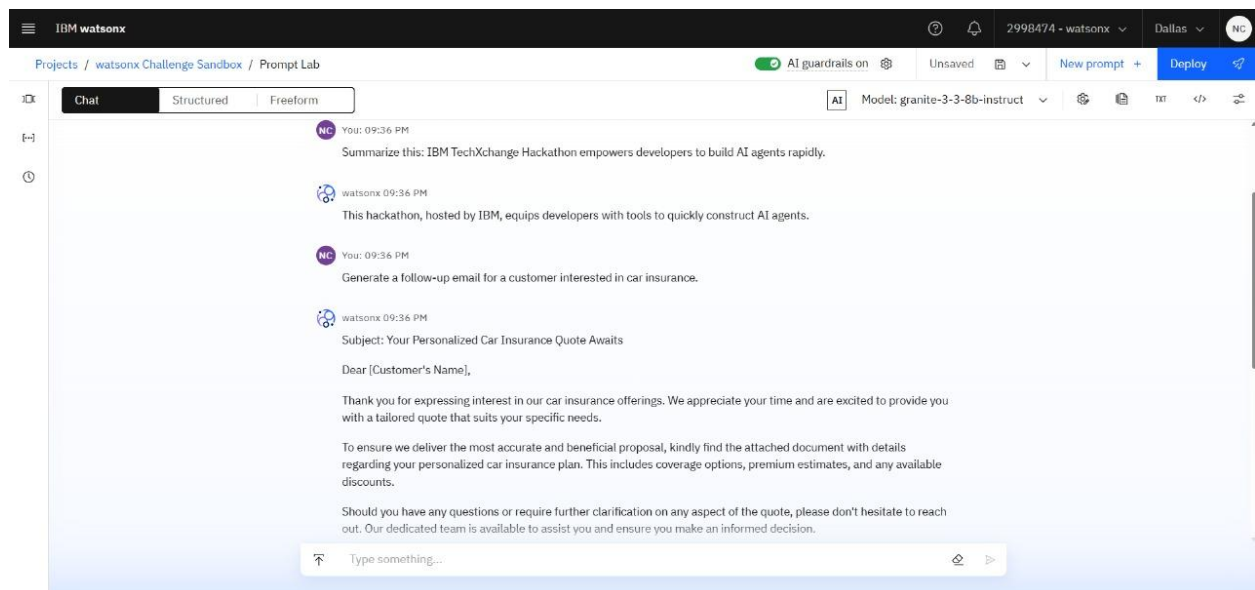 IBM watsonx
2998474 - watsonx
Dallas
NC
Projects / watsonx Challenge Sandbox / Prompt Lab
AI guardrails on
Unsaved
New prompt +
Deploy
Chat
Structured
Freeform
AI
Model: granite-3-3-8b-instruct
TXT
</>
NC
You: 09:36 PM
Summarize this: IBM TechXchange Hackathon empowers developers to build AI agents rapidly.
watsonx 09:36 PM
This hackathon, hosted by IBM, equips developers with tools to quickly construct AI agents.
NC
You: 09:36 PM
Generate a follow-up email for a customer interested in car insurance.
watsonx 09:36 PM
Subject: Your Personalized Car Insurance Quote Awaits
Dear [Customer's Name],
Thank you for expressing interest in our car insurance offerings. We appreciate your time and are excited to provide you
with a tailored quote that suits your specific needs.
To ensure we deliver the most accurate and beneficial proposal, kindly find the attached document with details
regarding your personalized car insurance plan. This includes coverage options, premium estimates, and any available
discounts.
Should you have any questions or require further clarification on any aspect of the quote, please don't hesitate to reach
out. Our dedicated team is available to assist you and ensure you make an informed decision.
Type something...